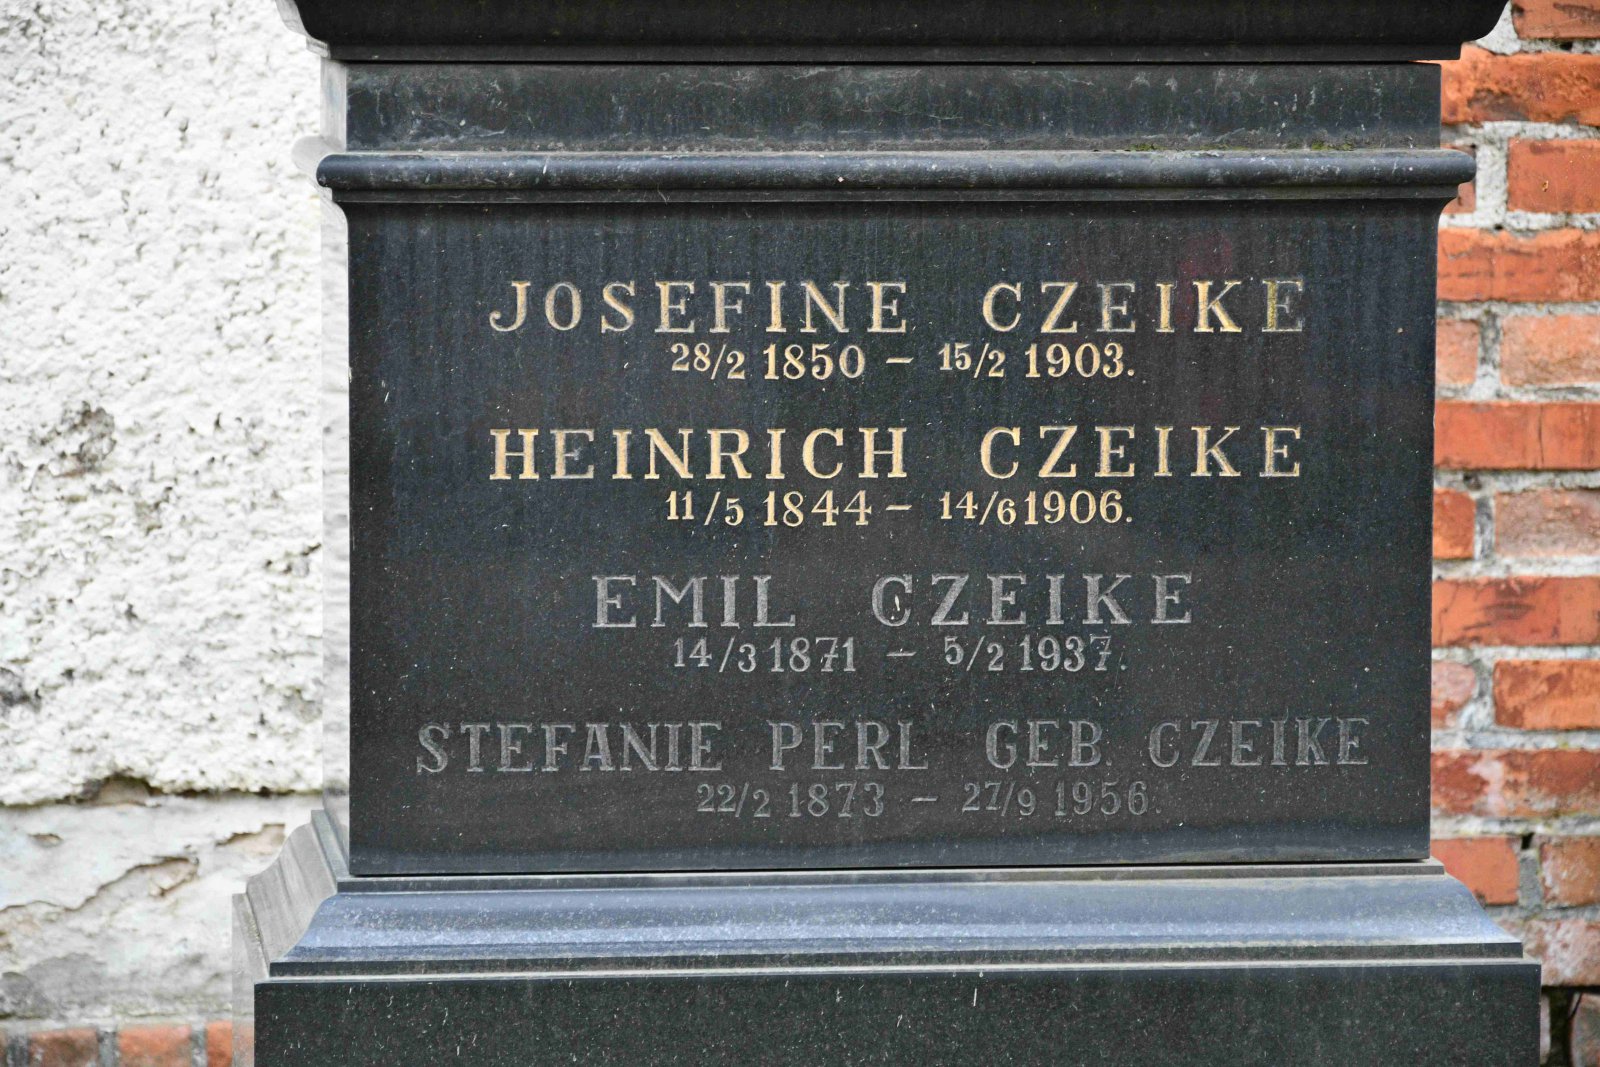 JOSEFINE CZEIKE
28/2 1850 – 15/2 1903.
HEINRICH CZEIKE
11/5 1844 – 14/6 1906.
EMIL CZEIKE
14/3 1871 – 5/2 1937.
STEFANIE PERL GEB. CZEIKE
22/2 1873 – 27/9 1956.